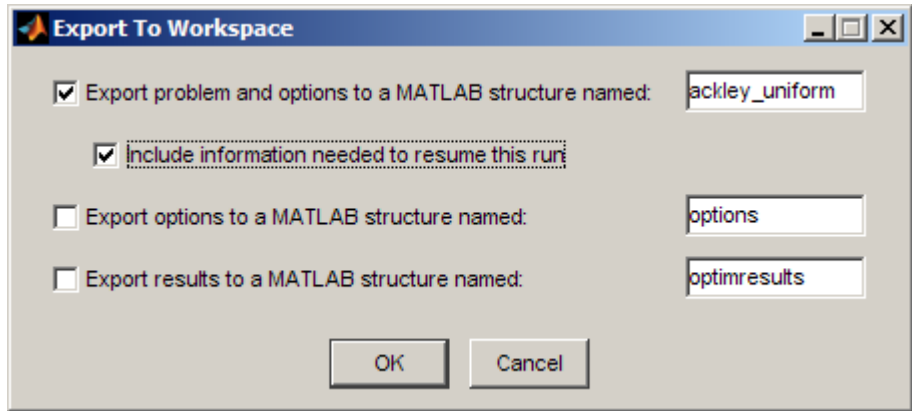 Export To Workspace
Export problem and options to a MATLAB structure named: ackley_uniform
Include information needed to resume this run
Export options to a MATLAB structure named: options
Export results to a MATLAB structure named: optimresults
OK Cancel